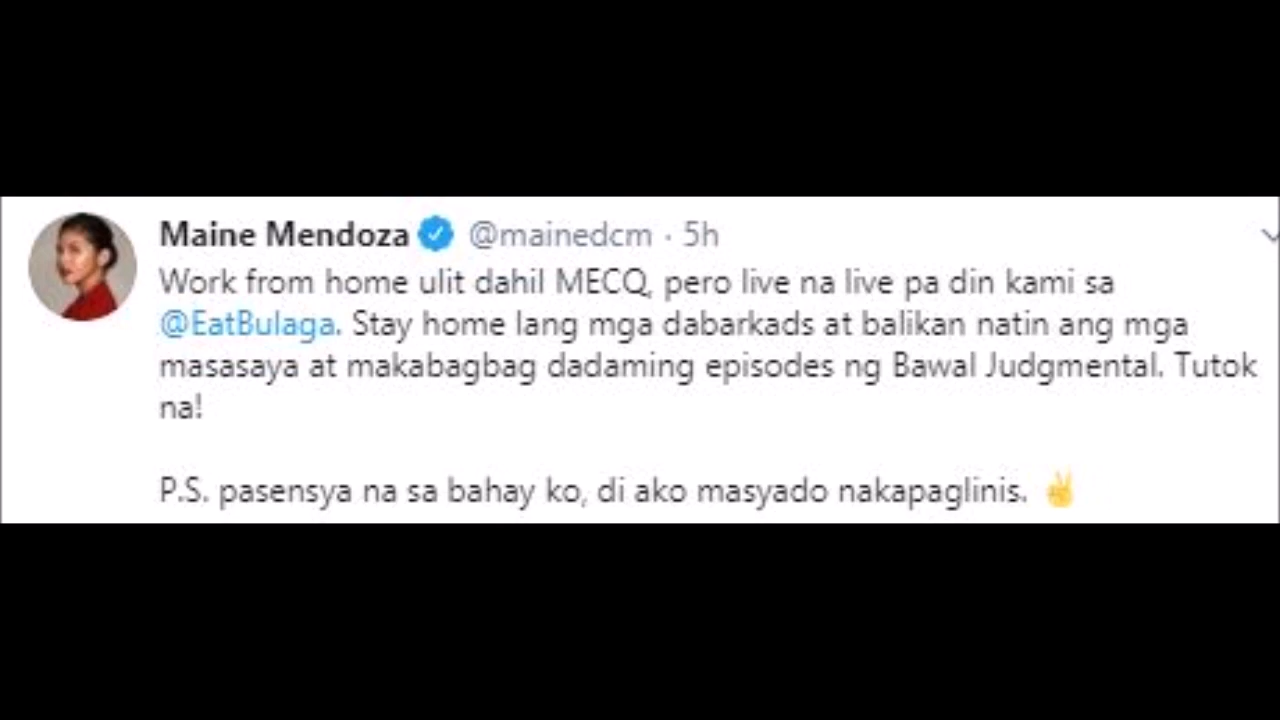 Maine Mendoza @mainedcm · 5h
Work from home ulit dahil MECQ, pero live na live pa din kami sa
@EatBulaga. Stay home lang mga dabarkads at balikan natin ang mga
masasaya at makabagbag dadaming episodes ng Bawal Judgmental. Tutok
na!
P.S. pasensya na sa bahay ko, di ako masyado nakapaglinis. ✌